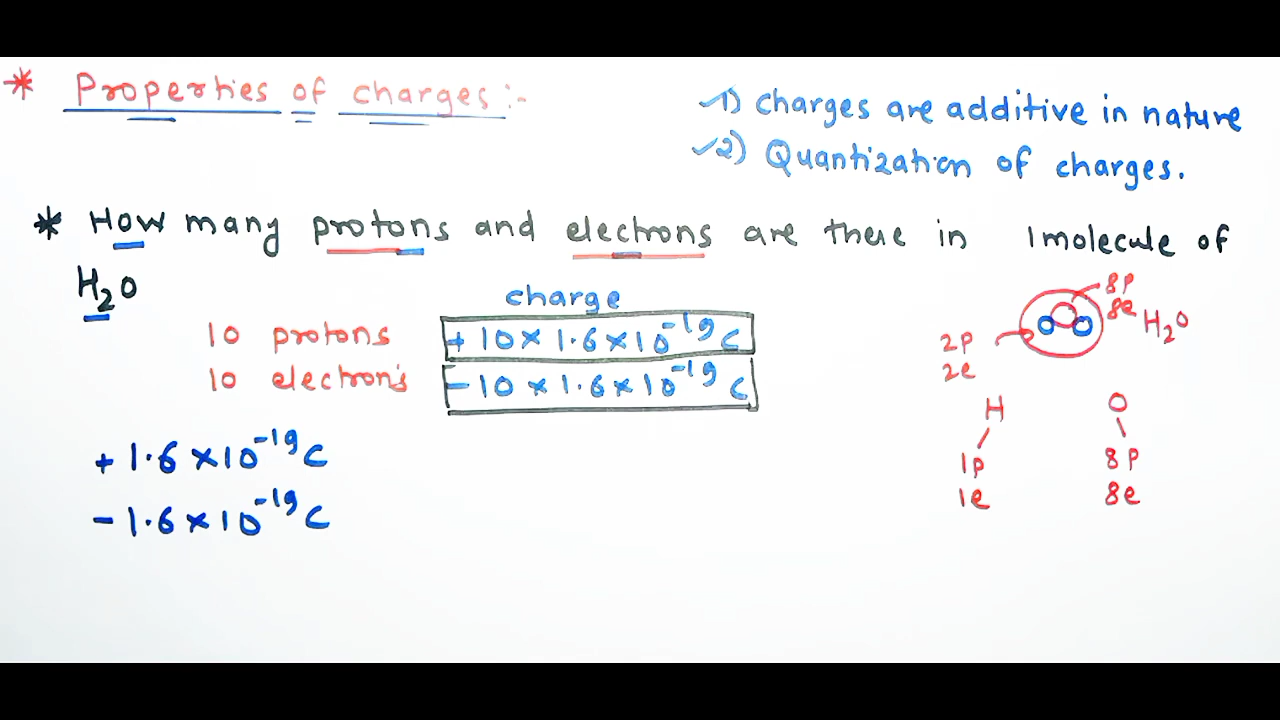 * Properties of charges :-
1) Charges are additive in nature
2) Quantization of charges.
* How many protons and electrons are there in 1 molecule of
H₂O
charge
10 protons + 10 × 1.6 × 10⁻¹⁹ C
10 electrons - 10 × 1.6 × 10⁻¹⁹ C
+ 1.6 × 10⁻¹⁹ C
- 1.6 × 10⁻¹⁹ C
8p
8e
H₂O
2p
2e
H O
1p 8p
1e 8e